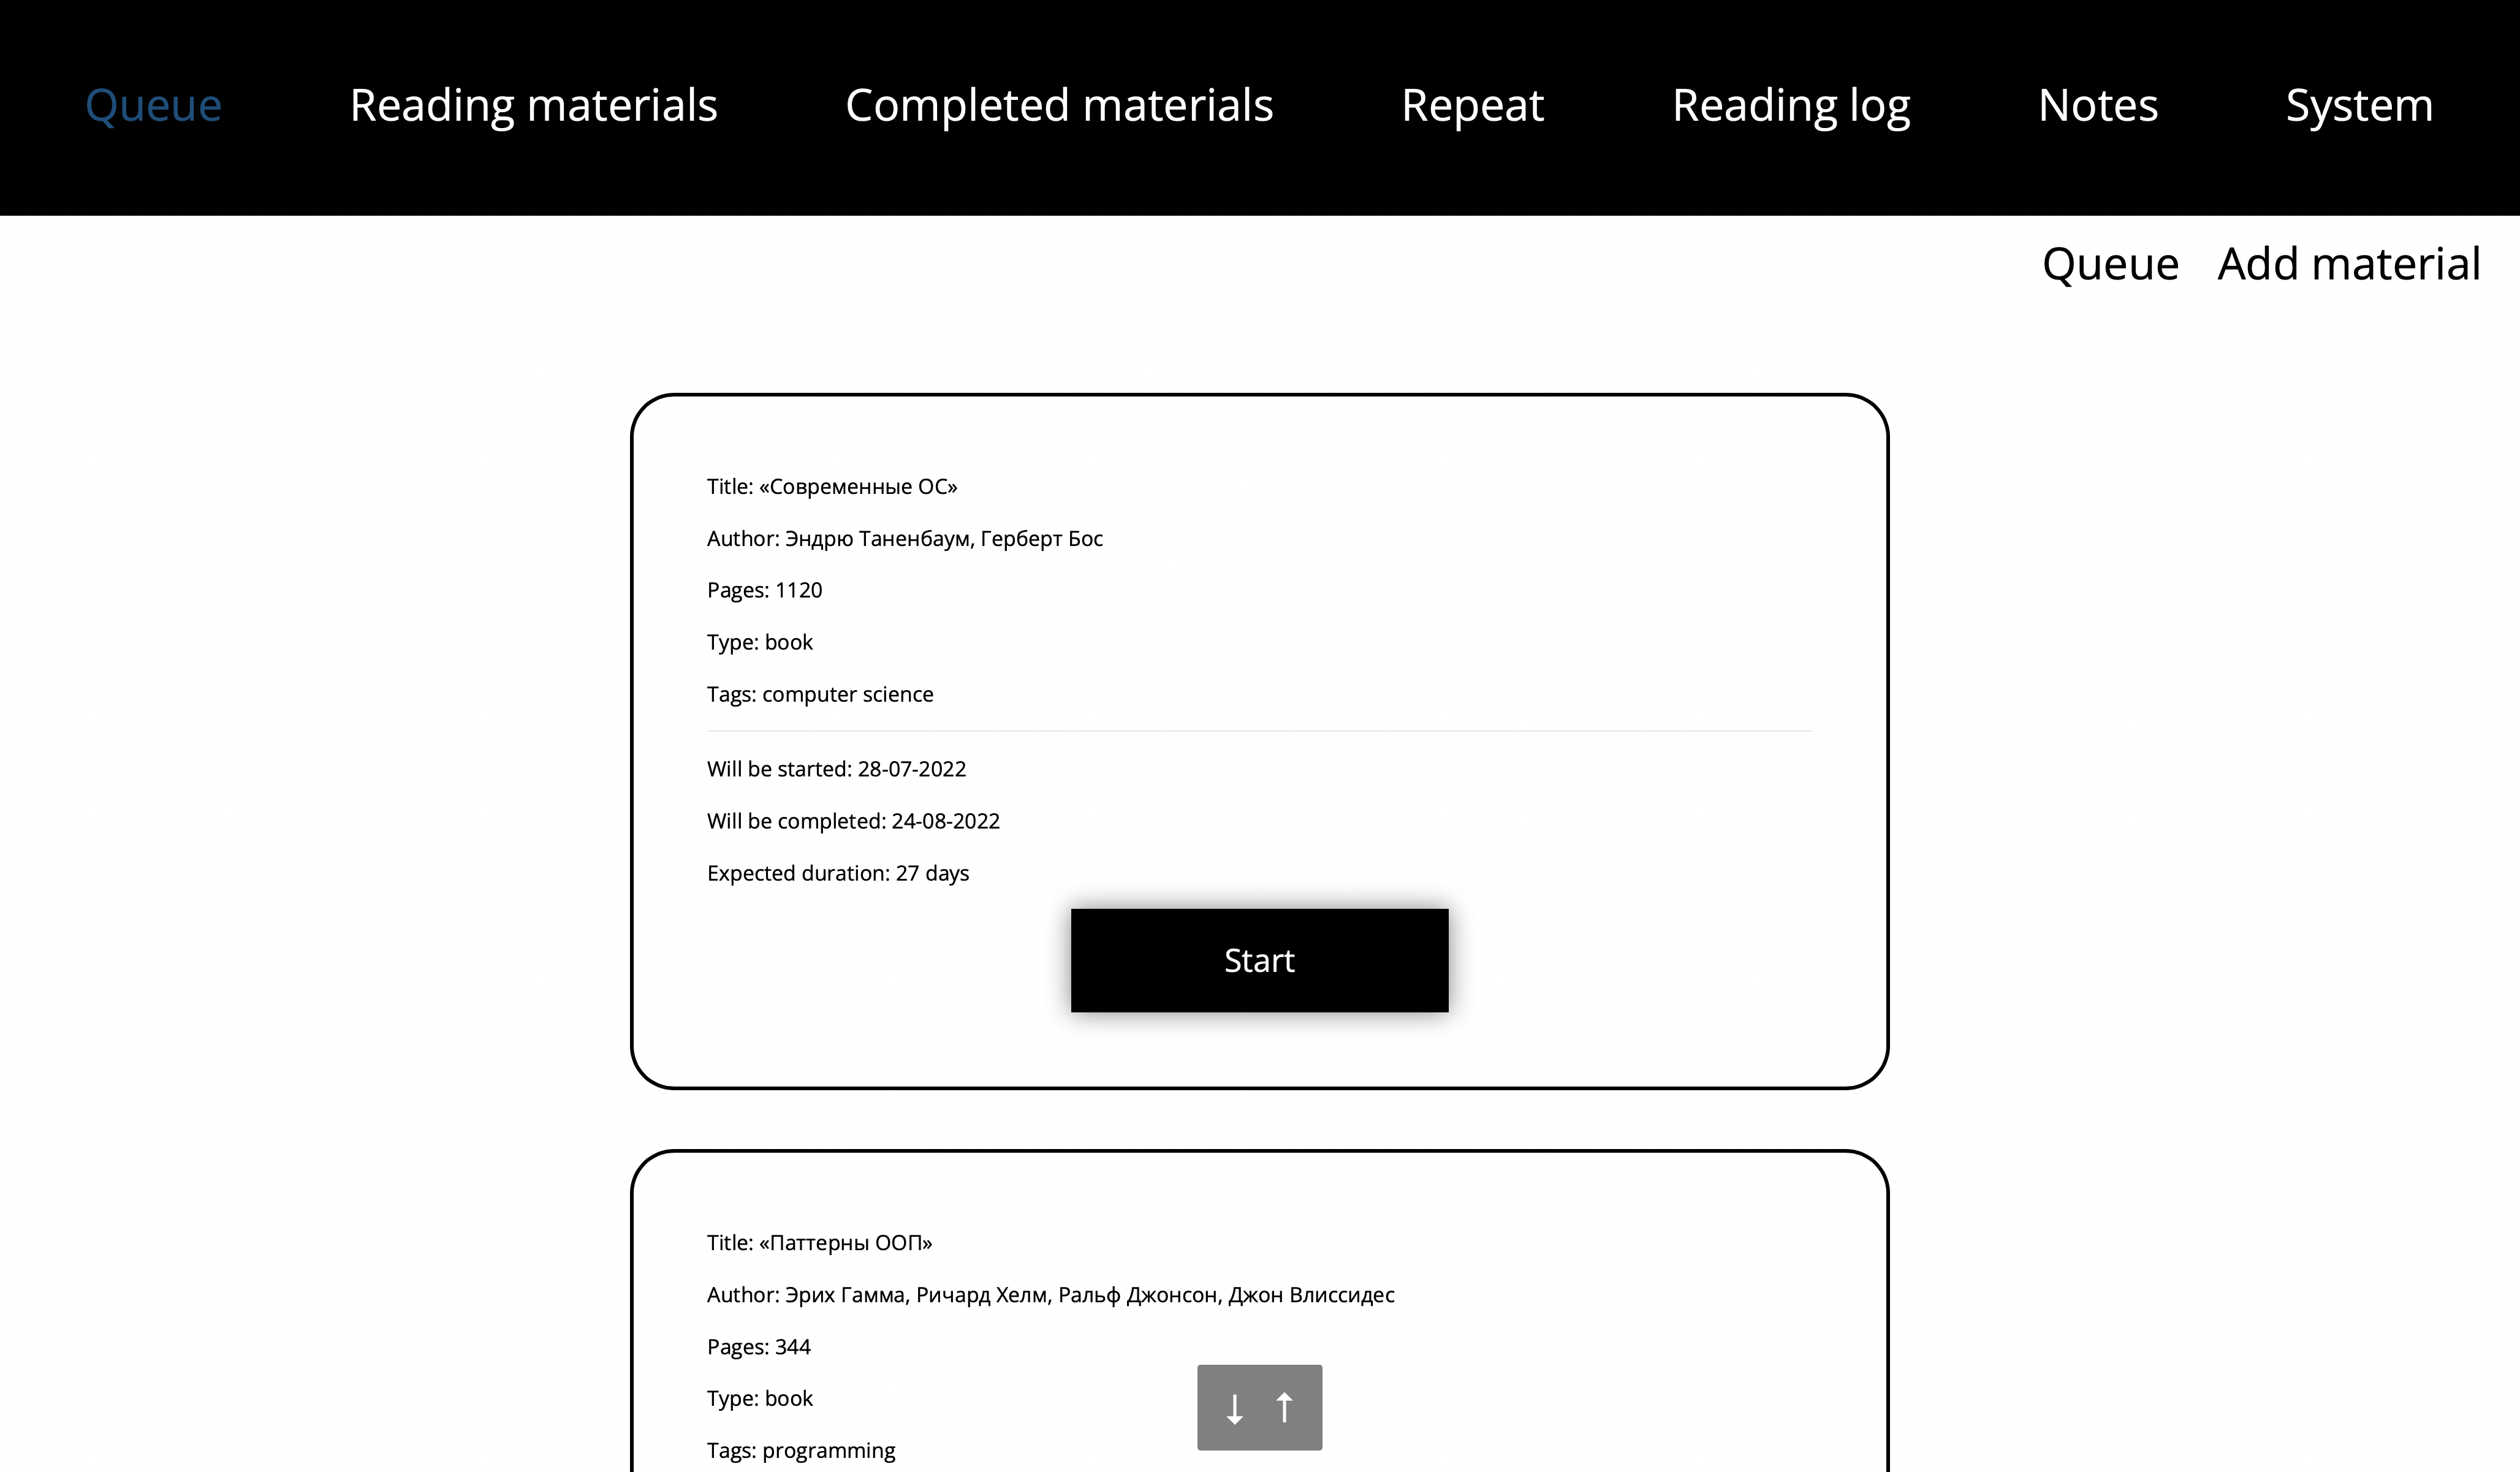 Queue Reading materials Completed materials Repeat Reading log Notes System
Queue Add material
Title: «Современные ОС»
Author: Эндрю Таненбаум, Герберт Бос
Pages: 1120
Type: book
Tags: computer science
Will be started: 28-07-2022
Will be completed: 24-08-2022
Expected duration: 27 days
Start
Title: «Паттерны ООП»
Author: Эрих Гамма, Ричард Хелм, Ральф Джонсон, Джон Влиссидес
Pages: 344
Type: book
↓ ↑
Tags: programming